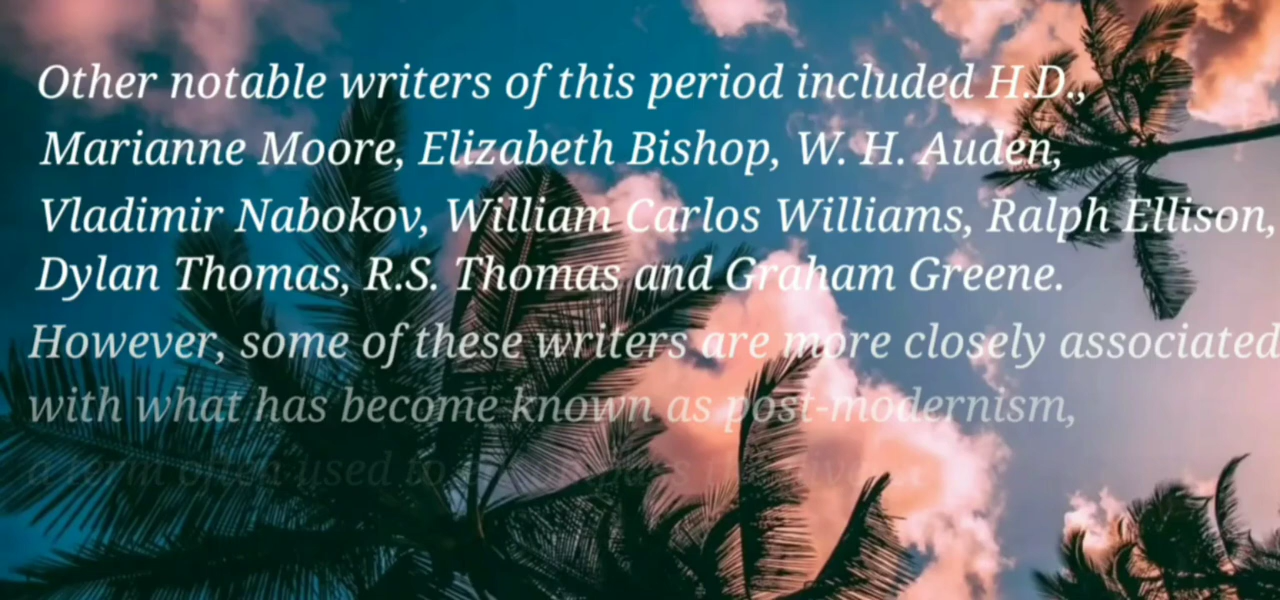 Other notable writers of this period included H.D.,
Marianne Moore, Elizabeth Bishop, W. H. Auden,
Vladimir Nabokov, William Carlos Williams, Ralph Ellison,
Dylan Thomas, R.S. Thomas and Graham Greene.
However, some of these writers are more closely associated
with what has become known as post-modernism,
a term often used to